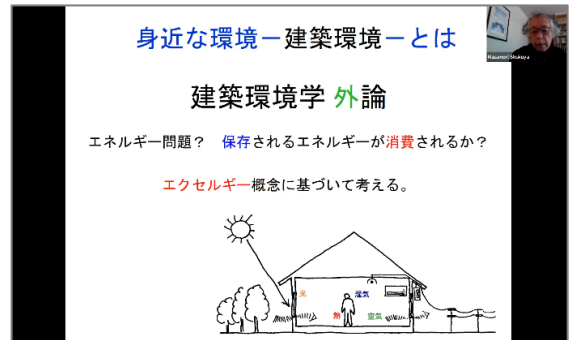 身近な環境－建築環境－とは
Masanori Shukuya
建築環境学 外論
エネルギー問題？ 保存されるエネルギーが消費されるか？
エクセルギー概念に基づいて考える。
光
湿気
熱
空気